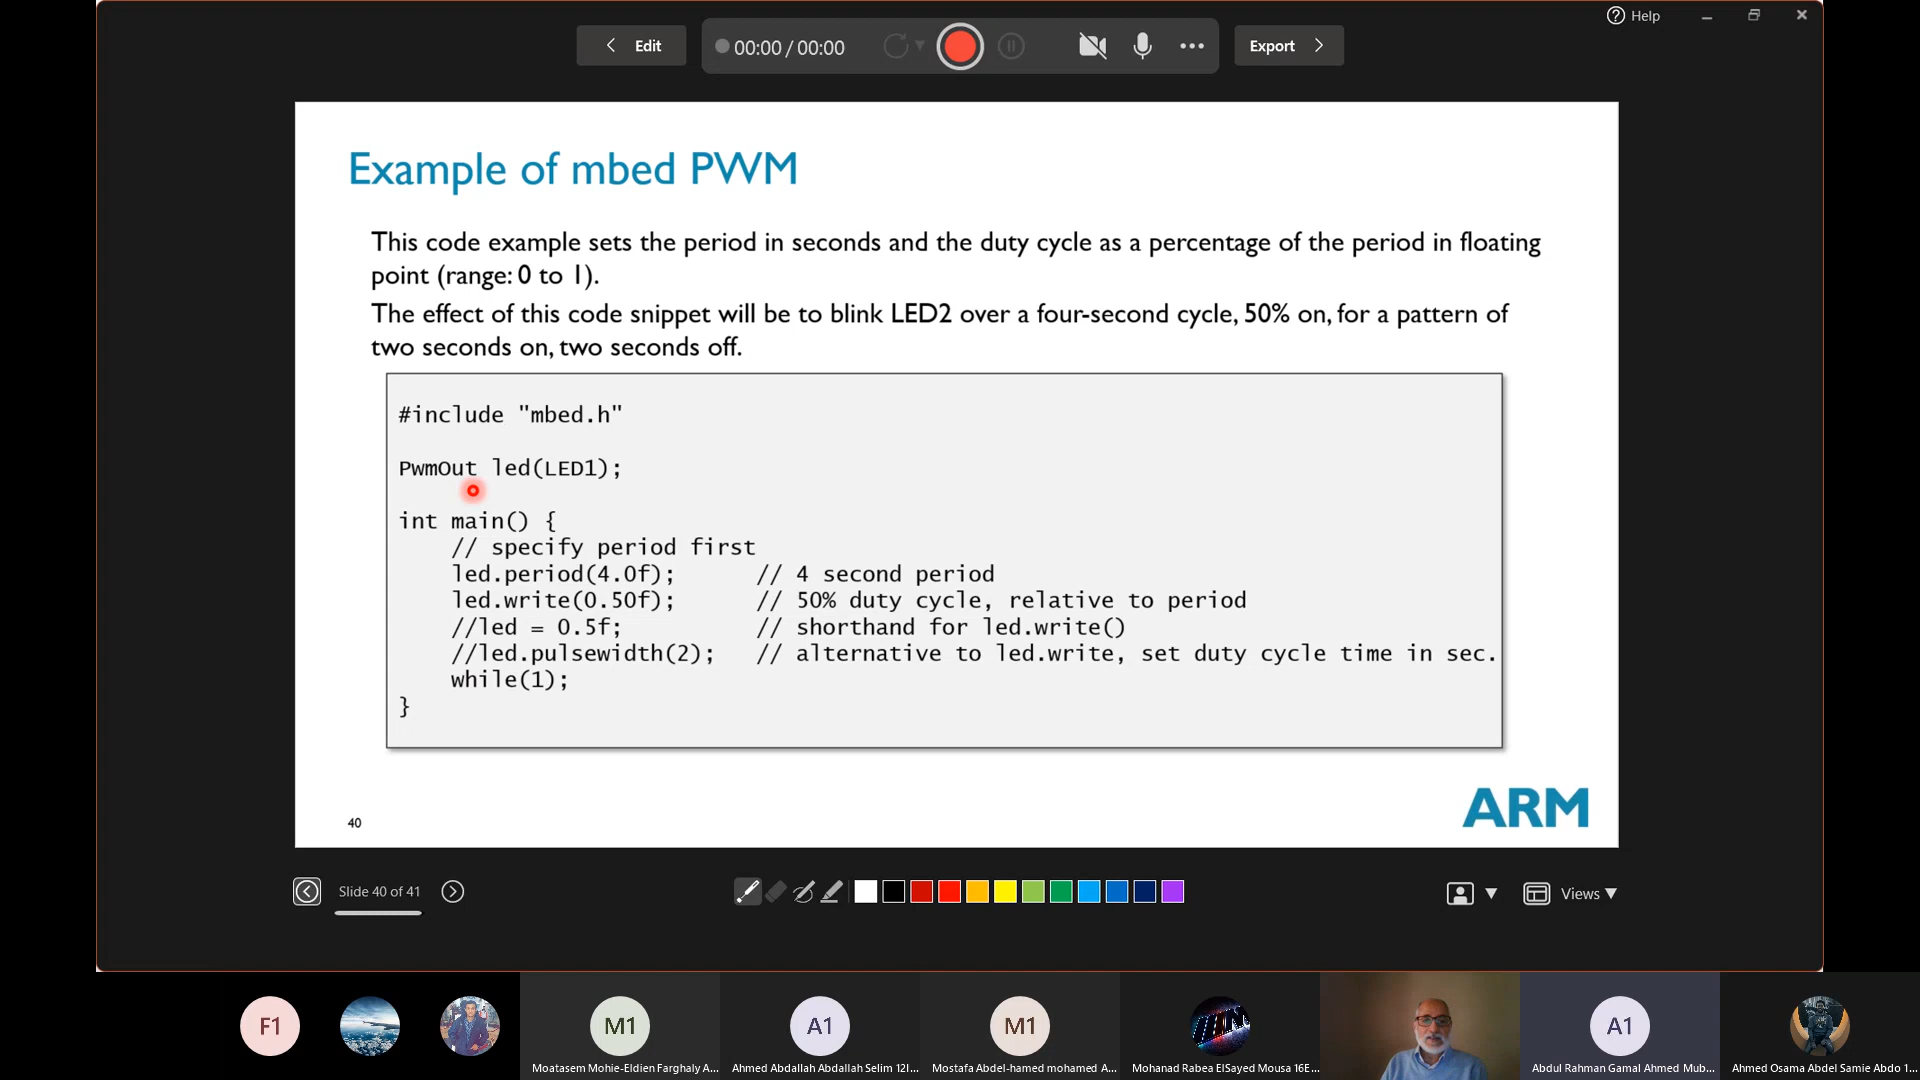 Help
Edit
00:00 / 00:00
Export
Example of mbed PWM
This code example sets the period in seconds and the duty cycle as a percentage of the period in floating
point (range: 0 to 1).
The effect of this code snippet will be to blink LED2 over a four-second cycle, 50% on, for a pattern of
two seconds on, two seconds off.
#include "mbed.h"
PwmOut led(LED1);
int main() {
// specify period first
led.period(4.0f); // 4 second period
led.write(0.50f); // 50% duty cycle, relative to period
//led = 0.5f; // shorthand for led.write()
//led.pulsewidth(2); // alternative to led.write, set duty cycle time in sec.
while(1);
}
ARM
40
Slide 40 of 41
Views
F1
M1
A1
M1
A1
Moatasem Mohie-Eldien Farghaly A...
Ahmed Abdallah Abdallah Selim 12I...
Mostafa Abdel-hamed mohamed A...
Mohanad Rabea ElSayed Mousa 16E...
Abdul Rahman Gamal Ahmed Mub...
Ahmed Osama Abdel Samie Abdo 1...